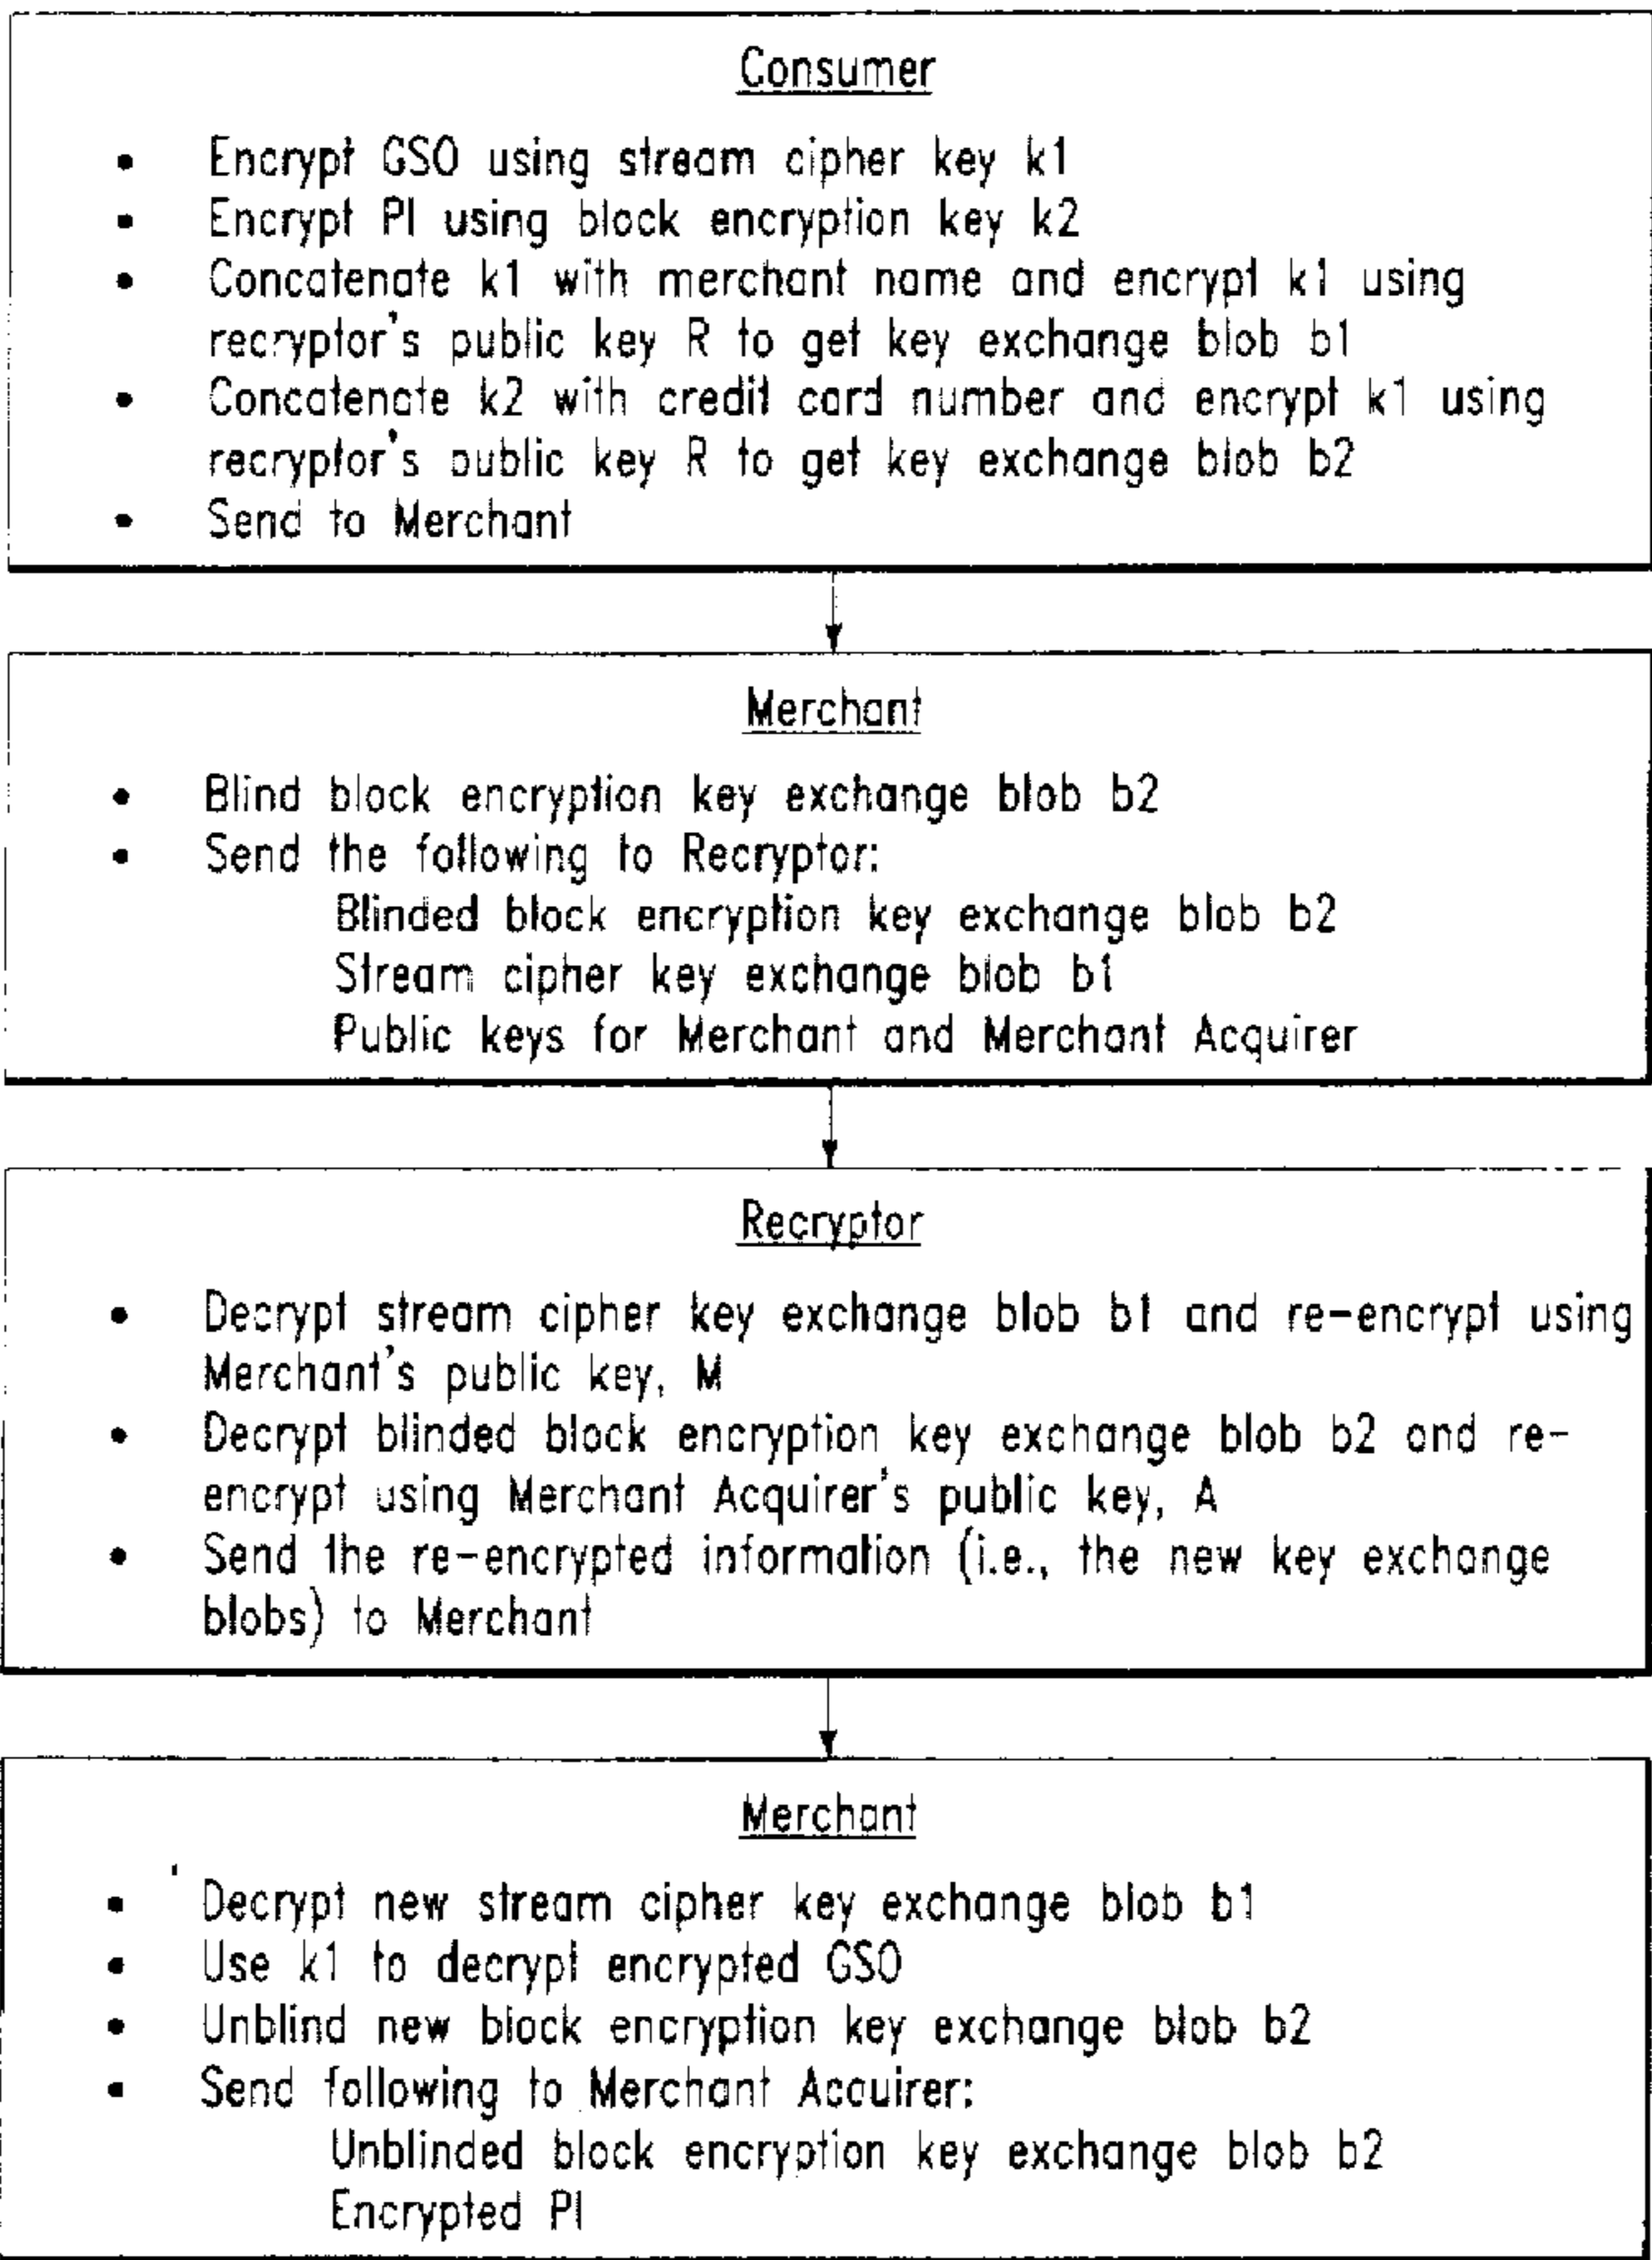 Consumer
• Encrypt GSO using stream cipher key k1
• Encrypt PI using block encryption key k2
• Concatenate k1 with merchant name and encrypt k1 using
recryptor's public key R to get key exchange blob b1
• Concatenate k2 with credit card number and encrypt k1 using
recryptor's public key R to get key exchange blob b2
• Send to Merchant
Merchant
• Blind block encryption key exchange blob b2
• Send the following to Recryptor:
Blinded block encryption key exchange blob b2
Stream cipher key exchange blob b1
Public keys for Merchant and Merchant Acquirer
Recryptor
• Decrypt stream cipher key exchange blob b1 and re-encrypt using
Merchant's public key, M
• Decrypt blinded block encryption key exchange blob b2 and re-
encrypt using Merchant Acquirer's public key, A
• Send the re-encrypted information (i.e., the new key exchange
blobs) to Merchant
Merchant
• Decrypt new stream cipher key exchange blob b1
• Use k1 to decrypt encrypted GSO
• Unblind new block encryption key exchange blob b2
• Send following to Merchant Acquirer:
Unblinded block encryption key exchange blob b2
Encrypted PI